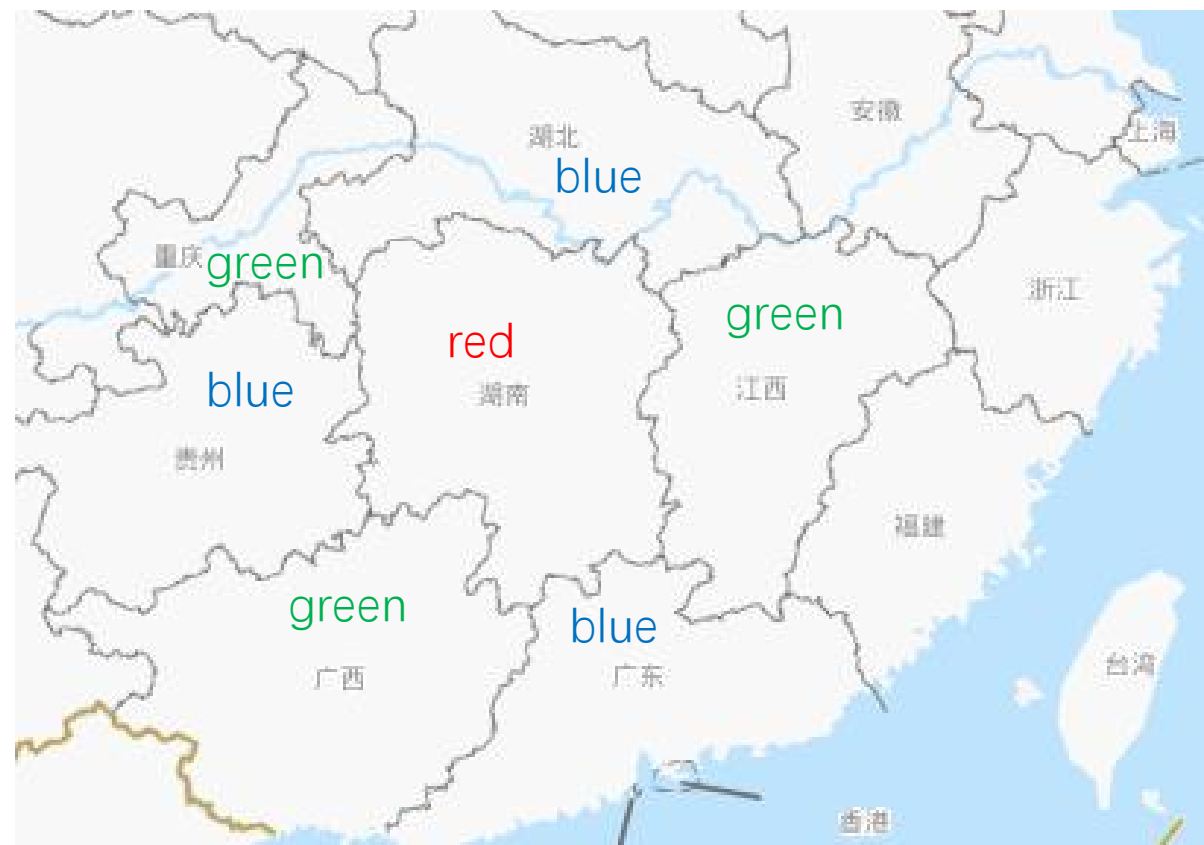 安徽
湖北
上海
blue
重庆
green
浙江
green
red
blue
湖南
江西
贵州
福建
green
blue
广西
广东
台湾
香港